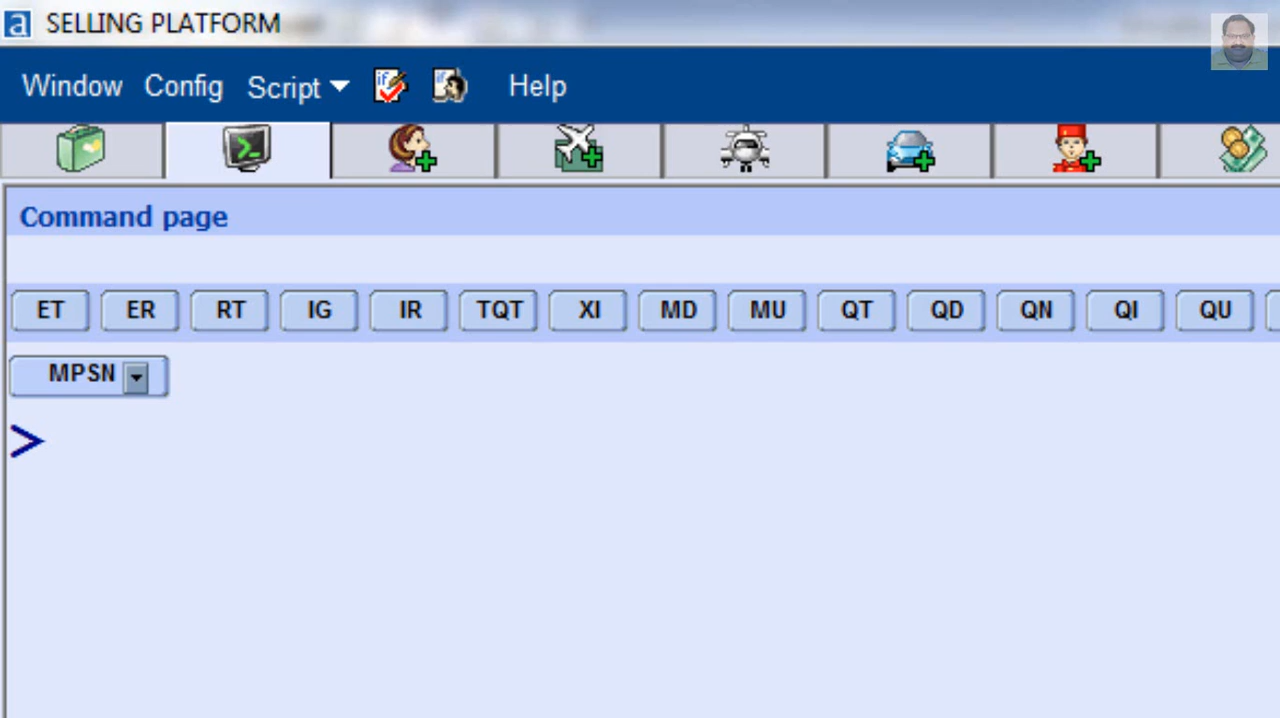 a SELLING PLATFORM
Window Config Script Help
Command page
ET ER RT IG IR TQT XI MD MU QT QD QN QI QU
MPSN
>